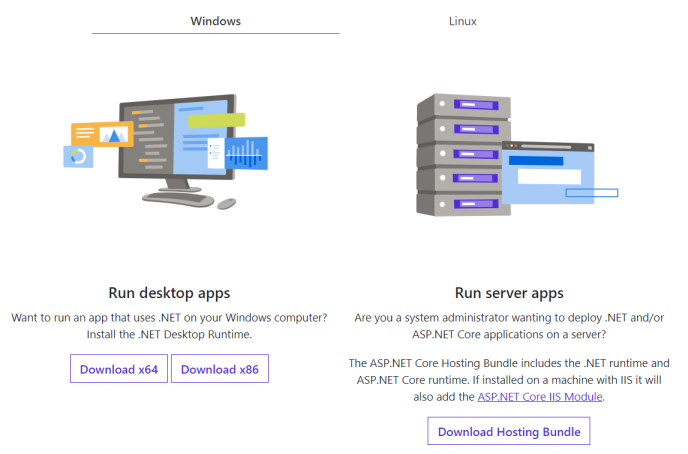 Windows
Linux
Run desktop apps
Want to run an app that uses .NET on your Windows computer?
Install the .NET Desktop Runtime.
Download x64
Download x86
Run server apps
Are you a system administrator wanting to deploy .NET and/or
ASP.NET Core applications on a server?
The ASP.NET Core Hosting Bundle includes the .NET runtime and
ASP.NET Core runtime. If installed on a machine with IIS it will
also add the ASP.NET Core IIS Module.
Download Hosting Bundle